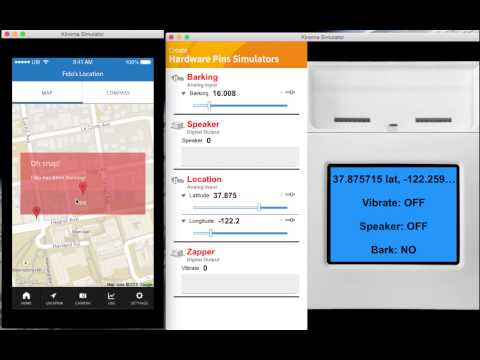 Kinoma Simulator
UBI
9:41 AM
100%
Fido's Location
MAP
COMPASS
Oh snap!
Fido has been barking!
HOME
LOCATION
CAMERA
LOG
SETTINGS
Kinoma Simulator
Create
Hardware Pins Simulators
Barking
Analog Input
Barking 16.008
Speaker
Digital Output
Speaker 0
Location
Analog Input
Latitude 37.875
Longitude -122.2
Zapper
Digital Output
Vibrate 0
37.875715 lat, -122.259...
Vibrate: OFF
Speaker: OFF
Bark: NO